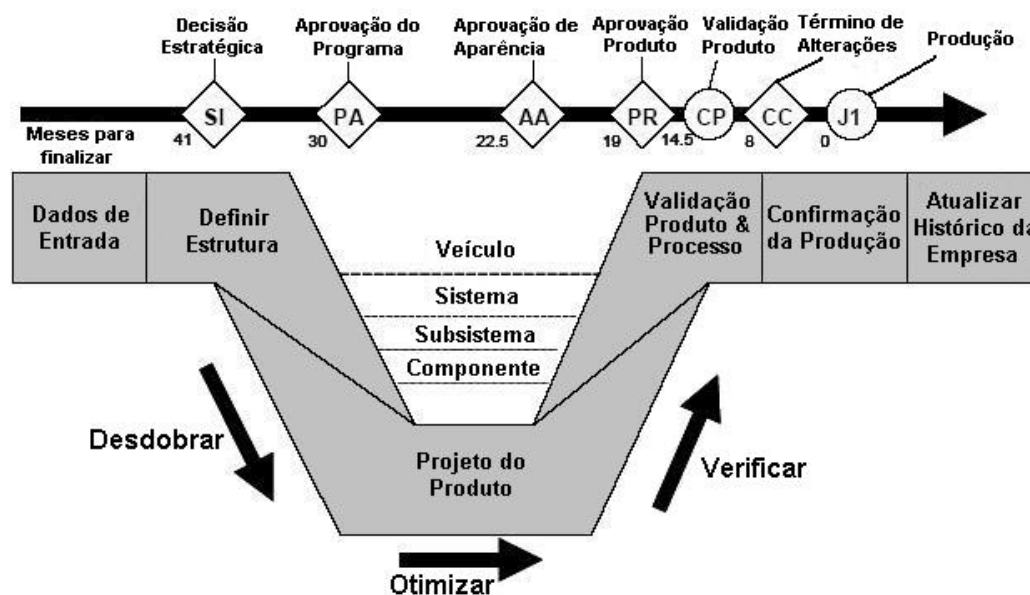 Decisão
Estratégica
Aprovação do
Programa
Aprovação de
Aparência
Aprovação
Produto
Validação
Produto
Término de
Alterações
Produção
SI
PA
AA
PR
CP
CC
J1
Meses para
finalizar
41
30
22.5
19
14.5
8
0
Dados de
Entrada
Definir
Estrutura
Veículo
Sistema
Subsistema
Componente
Validação
Produto &
Processo
Confirmação
da Produção
Atualizar
Histórico da
Empresa
Desdobrar
Projeto do
Produto
Verificar
Otimizar